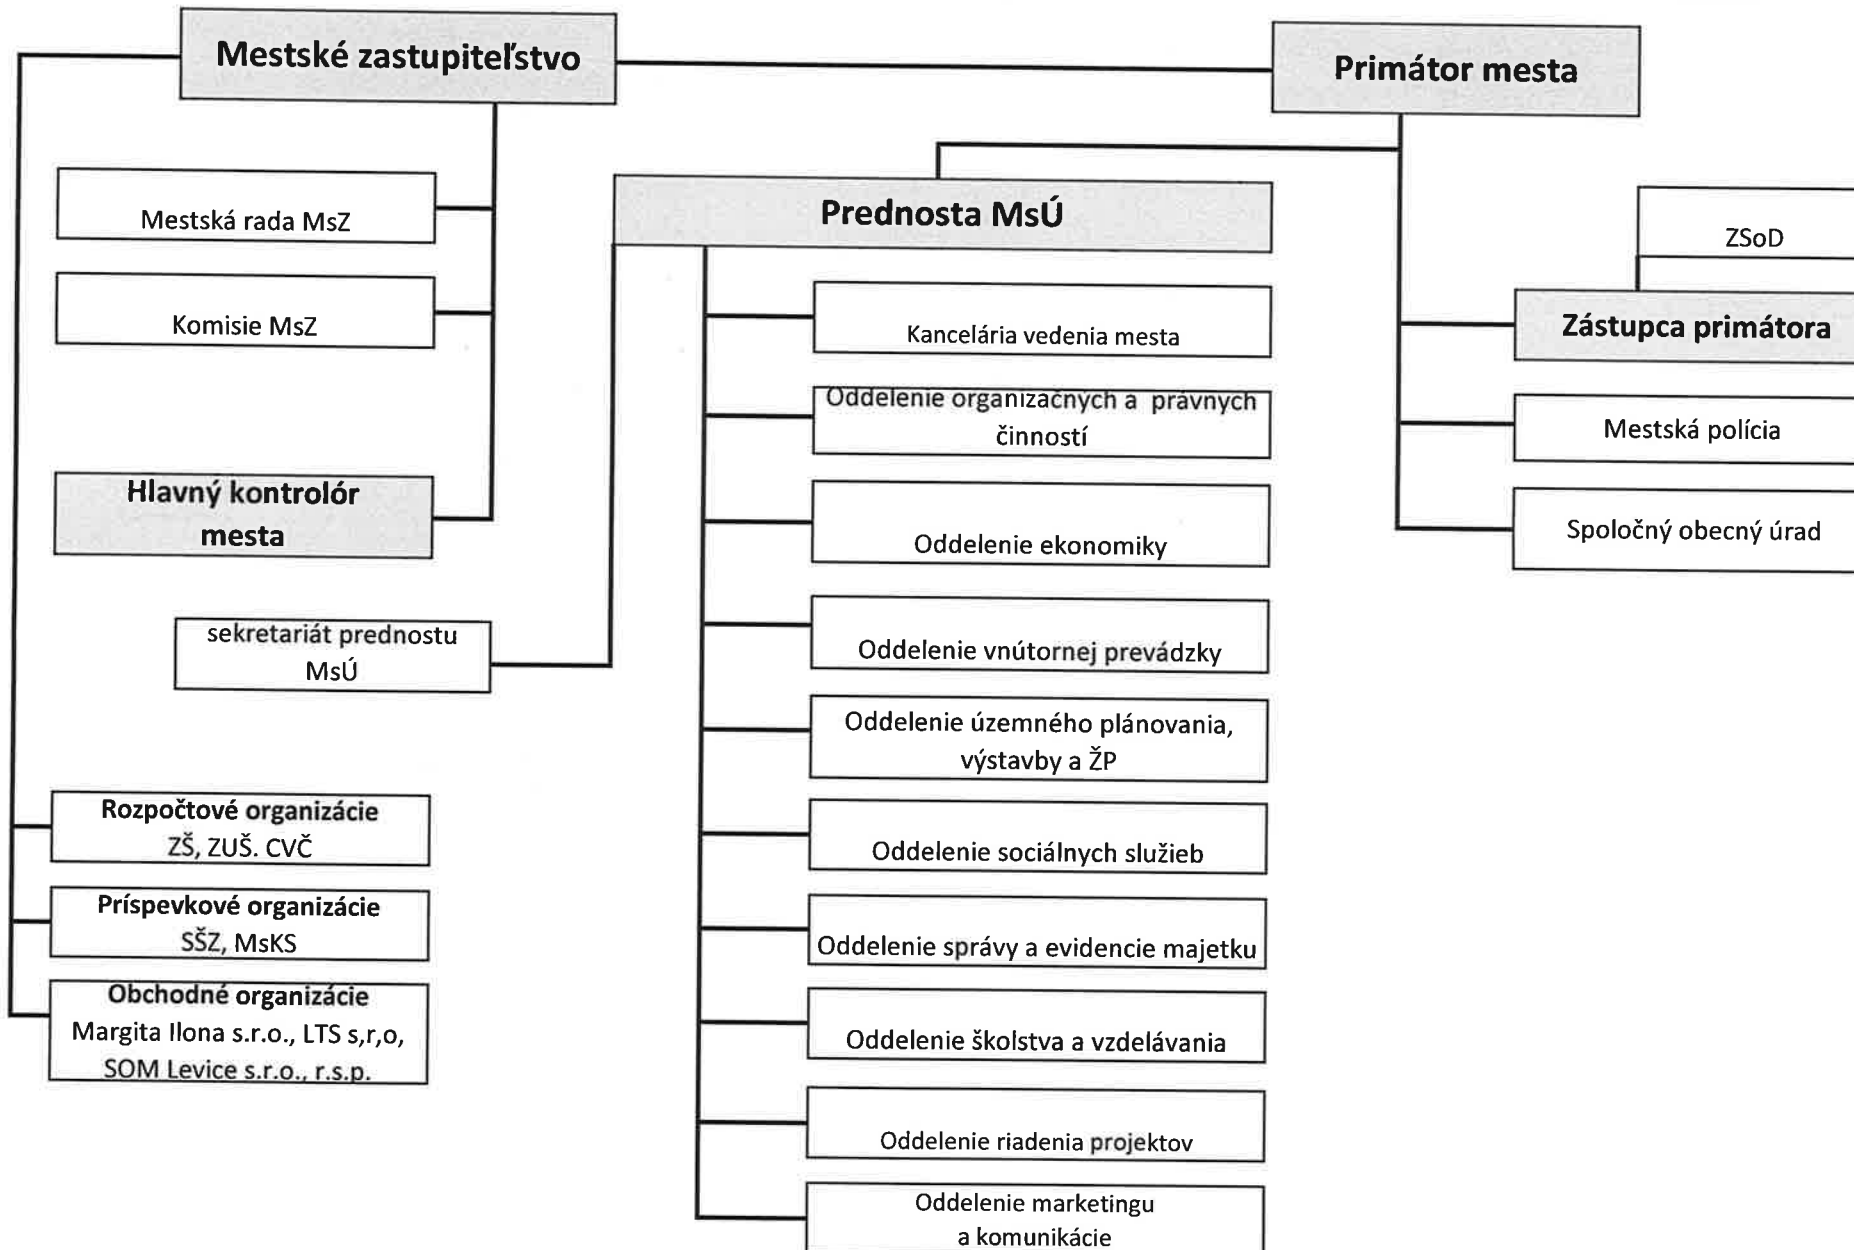 Mestské zastupiteľstvo
Primátor mesta
Mestská rada MsZ
Komisie MsZ
Hlavný kontrolór
mesta
sekretariát prednostu
MsÚ
Rozpočtové organizácie
ZŠ, ZUŠ. CVČ
Príspevkové organizácie
SŠZ, MsKS
Obchodné organizácie
Margita Ilona s.r.o., LTS s,r,o,
SOM Levice s.r.o., r.s.p.
Prednosta MsÚ
Kancelária vedenia mesta
Oddelenie organizačných a právnych
činností
Oddelenie ekonomiky
Oddelenie vnútornej prevádzky
Oddelenie územného plánovania,
výstavby a ŽP
Oddelenie sociálnych služieb
Oddelenie správy a evidencie majetku
Oddelenie školstva a vzdelávania
Oddelenie riadenia projektov
Oddelenie marketingu
a komunikácie
ZSoD
Zástupca primátora
Mestská polícia
Spoločný obecný úrad